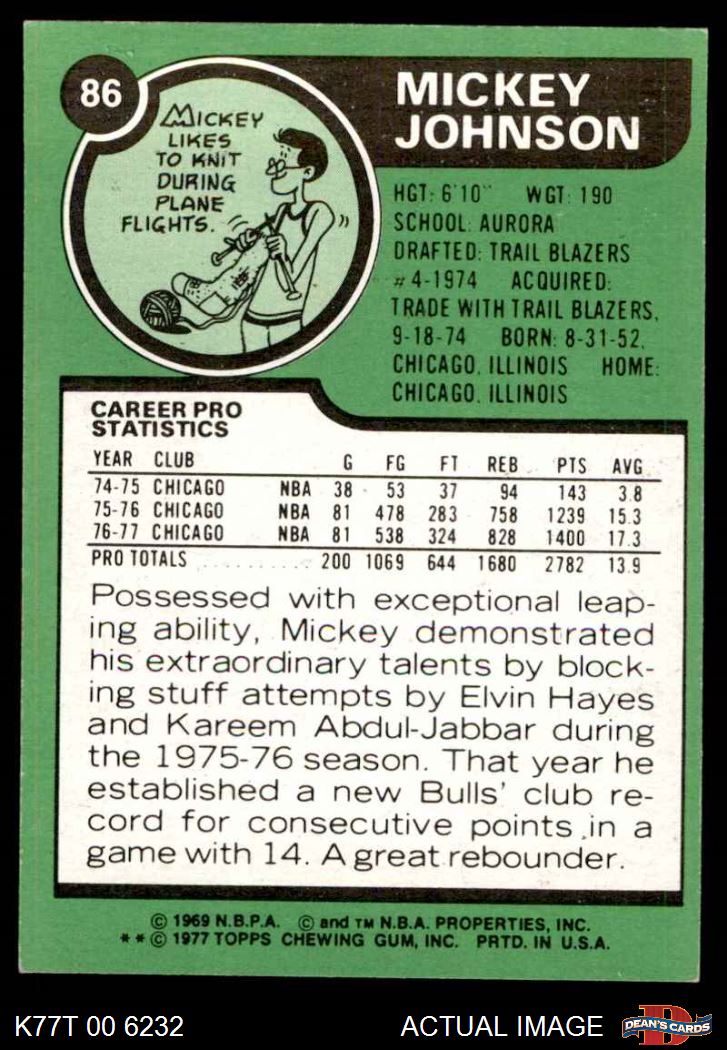 86
MICKEY
LIKES
TO KNIT
DURING
PLANE
FLIGHTS.
MICKEY
JOHNSON
HGT: 6'10" WGT: 190
SCHOOL: AURORA
DRAFTED: TRAIL BLAZERS
#4-1974 ACQUIRED:
TRADE WITH TRAIL BLAZERS,
9-18-74 BORN: 8-31-52,
CHICAGO, ILLINOIS HOME:
CHICAGO, ILLINOIS
CAREER PRO
STATISTICS
YEAR CLUB G FG FT REB PTS AVG
74-75 CHICAGO NBA 38 53 37 94 143 3.8
75-76 CHICAGO NBA 81 478 283 758 1239 15.3
76-77 CHICAGO NBA 81 538 324 828 1400 17.3
PRO TOTALS .......... 200 1069 644 1680 2782 13.9
Possessed with exceptional leap-
ing ability, Mickey demonstrated
his extraordinary talents by block-
ing stuff attempts by Elvin Hayes
and Kareem Abdul-Jabbar during
the 1975-76 season. That year he
established a new Bulls' club re-
cord for consecutive points in a
game with 14. A great rebounder.
© 1969 N.B.P.A. © and TM N.B.A. PROPERTIES, INC.
**© 1977 TOPPS CHEWING GUM, INC. PRTD. IN U.S.A.
K77T 00 6232 ACTUAL IMAGE
DEAN'S CARDS